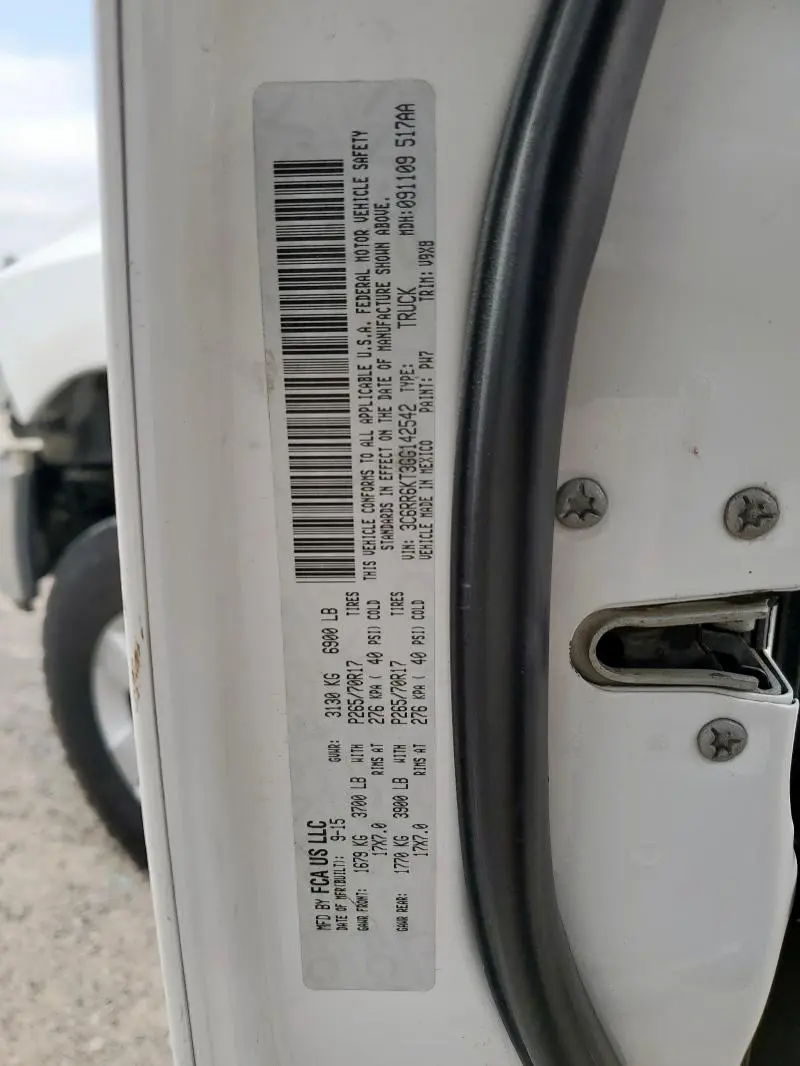 MFD BY FCA US LLC
DATE OF MFR(BUILT): 9-15 GVWR: 3130 KG 6900 LB
GAWR FRONT: 1679 KG 3700 LB WITH P265/70R17 TIRES
17X7.0 RIMS AT 276 KPA ( 40 PSI) COLD
GAWR REAR: 1770 KG 3900 LB WITH P265/70R17 TIRES
17X7.0 RIMS AT 276 KPA ( 40 PSI) COLD
THIS VEHICLE CONFORMS TO ALL APPLICABLE U.S.A. FEDERAL MOTOR VEHICLE SAFETY
STANDARDS IN EFFECT ON THE DATE OF MANUFACTURE SHOWN ABOVE.
VIN: 3C6RR6KT3GG142542 TYPE: TRUCK MDH:091109 517AA
VEHICLE MADE IN MEXICO PAINT: PW7 TRIM: V9X8